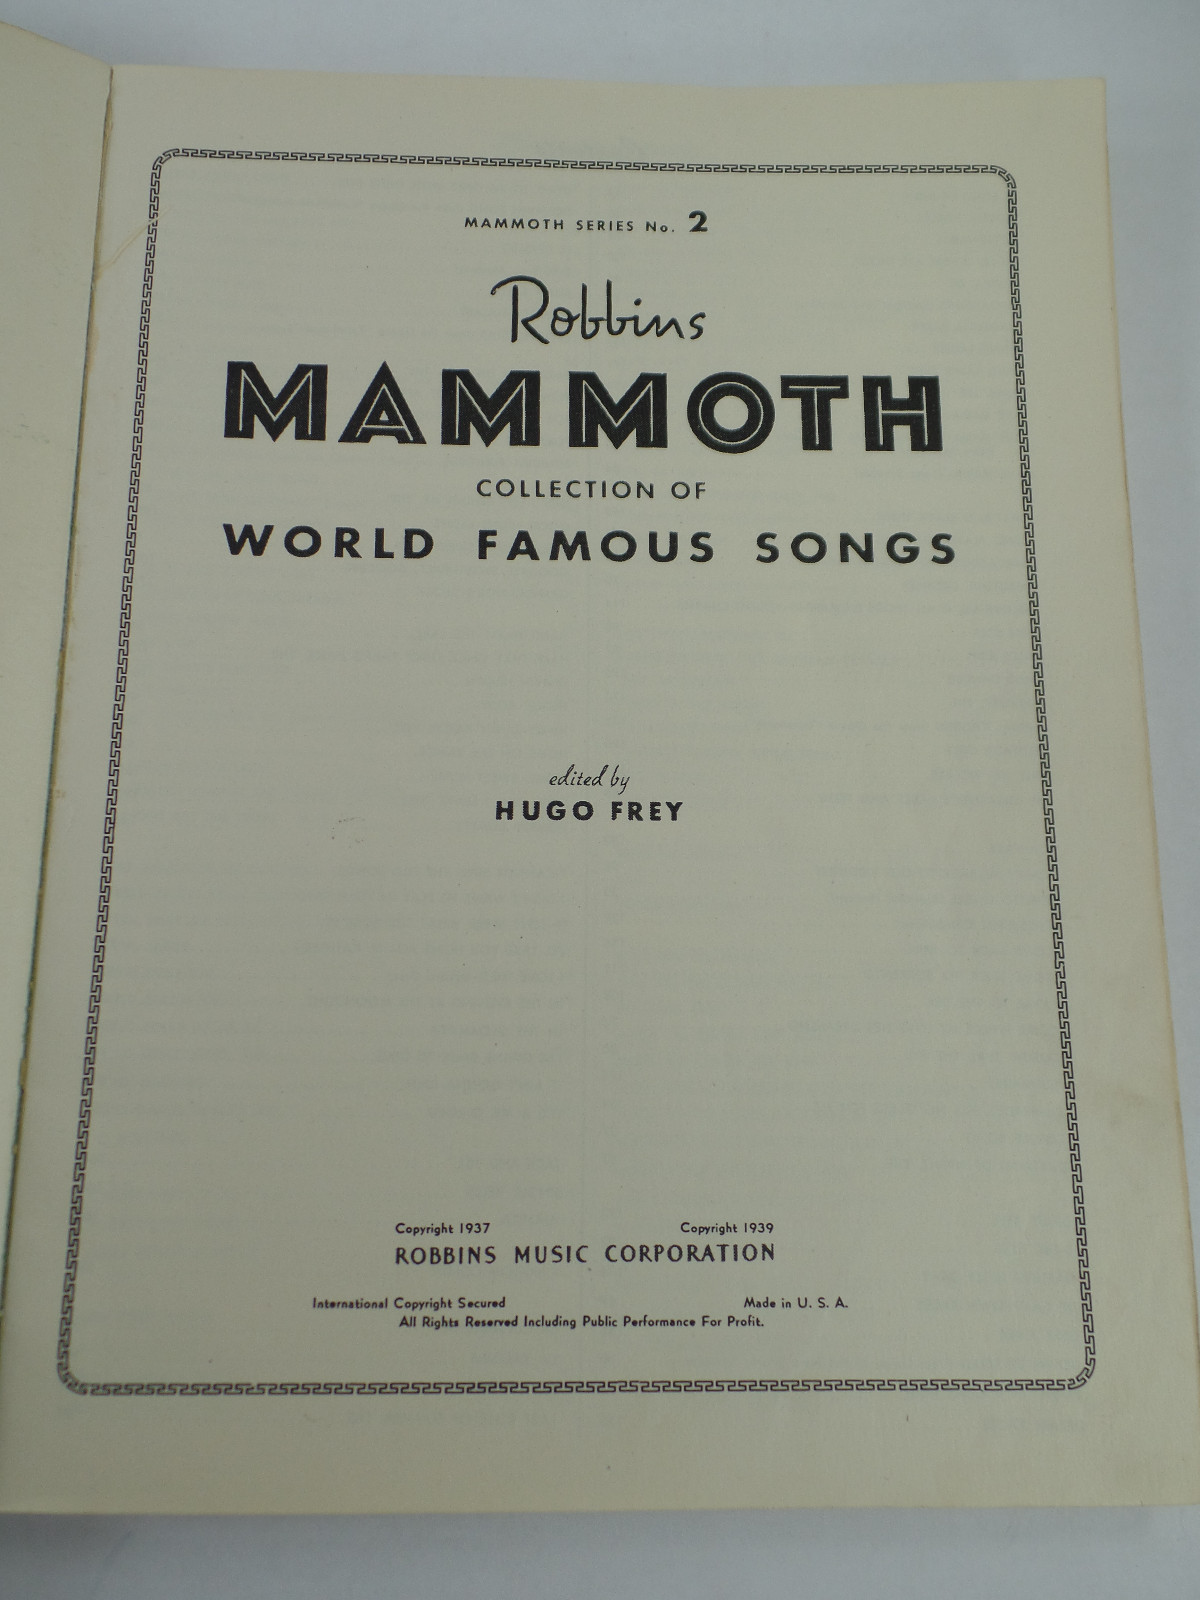 MAMMOTH SERIES No. 2
Robbins
MAMMOTH
COLLECTION OF
WORLD FAMOUS SONGS
edited by
HUGO FREY
Copyright 1937 Copyright 1939
ROBBINS MUSIC CORPORATION
International Copyright Secured Made in U. S. A.
All Rights Reserved Including Public Performance For Profit.